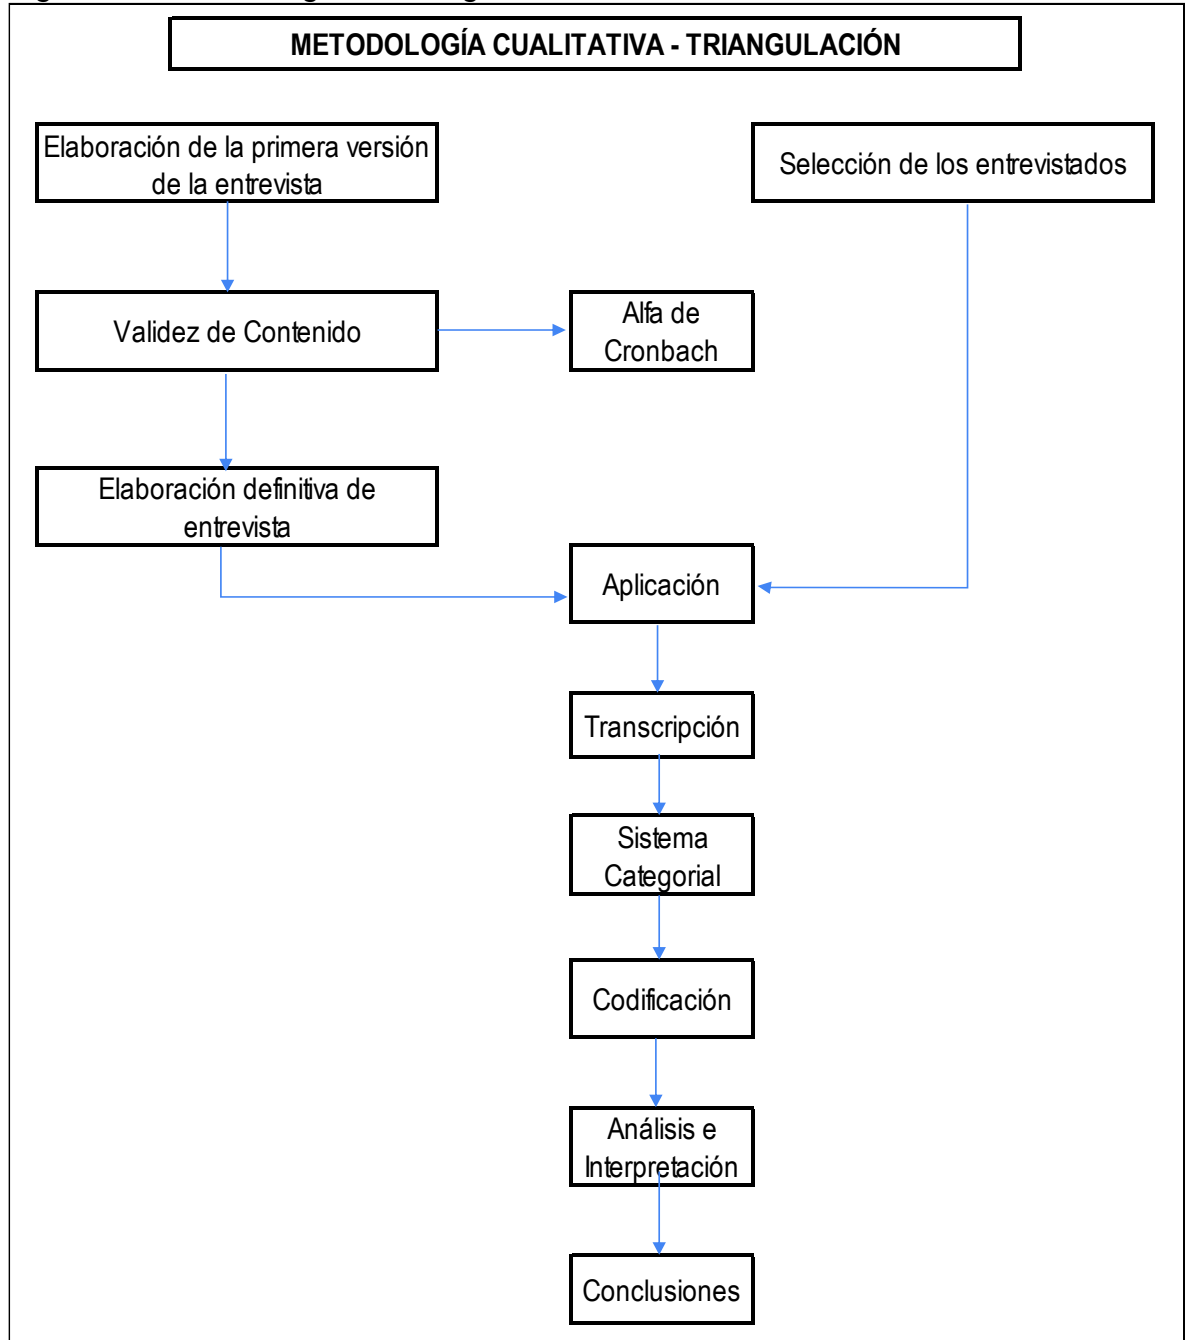 METODOLOGÍA CUALITATIVA - TRIANGULACIÓN
Elaboración de la primera versión
de la entrevista
Selección de los entrevistados
Validez de Contenido
Alfa de
Cronbach
Elaboración definitiva de
entrevista
Aplicación
Transcripción
Sistema
Categorial
Codificación
Análisis e
Interpretación
Conclusiones